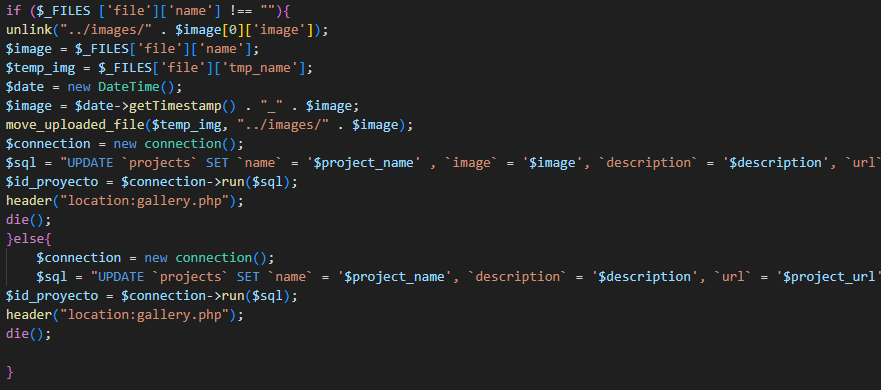 if ($_FILES ['file']['name'] !== ""){
unlink("../images/" . $image[0]['image']);
$image = $_FILES['file']['name'];
$temp_img = $_FILES['file']['tmp_name'];
$date = new DateTime();
$image = $date->getTimestamp() . "_" . $image;
move_uploaded_file($temp_img, "../images/" . $image);
$connection = new connection();
$sql = "UPDATE `projects` SET `name` = '$project_name' , `image` = '$image', `description` = '$description', `url`
$id_proyecto = $connection->run($sql);
header("location:gallery.php");
die();
}else{
$connection = new connection();
$sql = "UPDATE `projects` SET `name` = '$project_name', `description` = '$description', `url` = '$project_url'
$id_proyecto = $connection->run($sql);
header("location:gallery.php");
die();
}